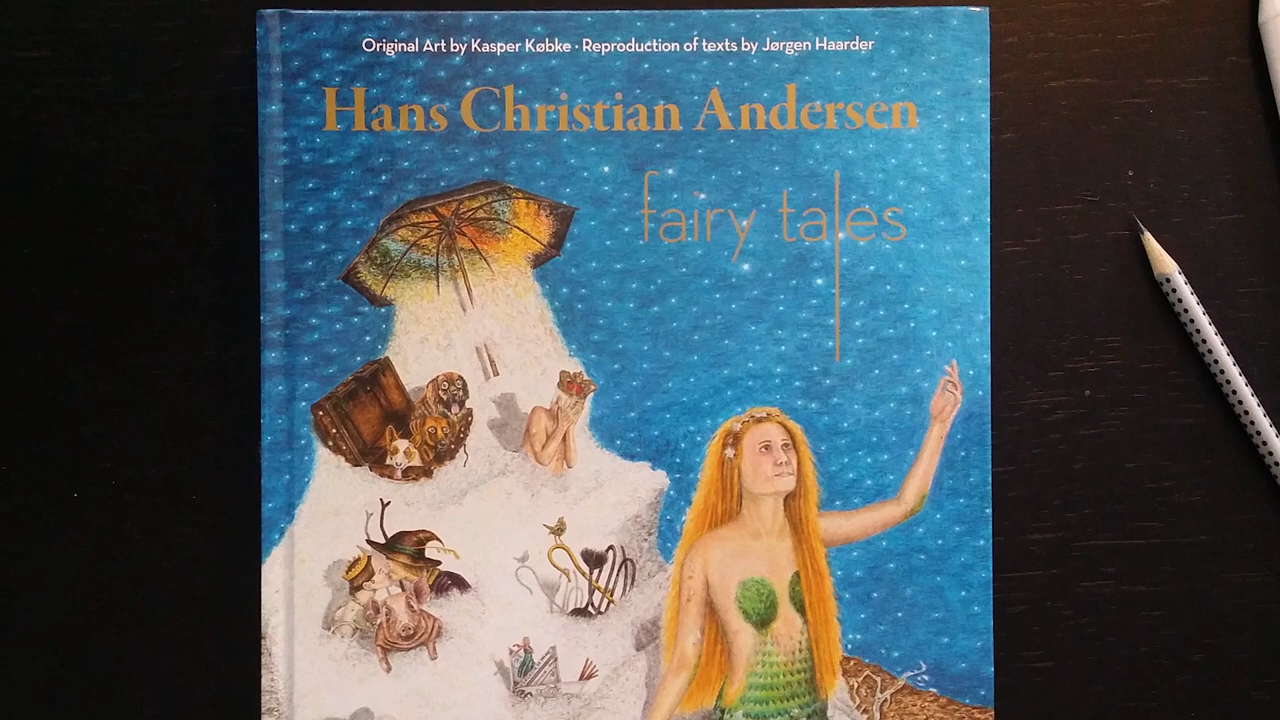 Original Art by Kasper Købke · Reproduction of texts by Jørgen Haarder
Hans Christian Andersen
fairy tales